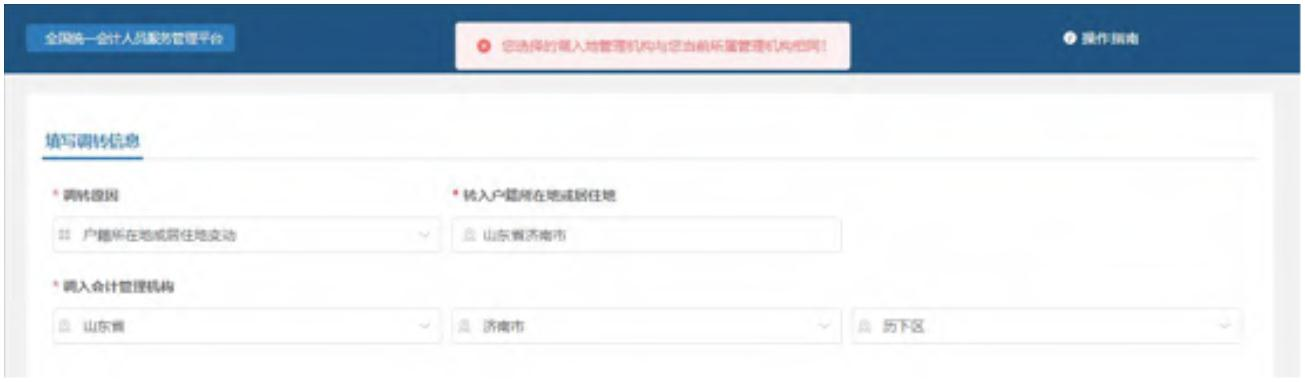 全国统一会计人员服务管理平台
您选择的调入地管理机构与您当前所属管理机构相同！
操作指南
填写调转信息
* 调转原因
* 转入户籍所在地或居住地
户籍所在地或居住地变动
山东省济南市
* 调入会计管理机构
山东省
济南市
历下区